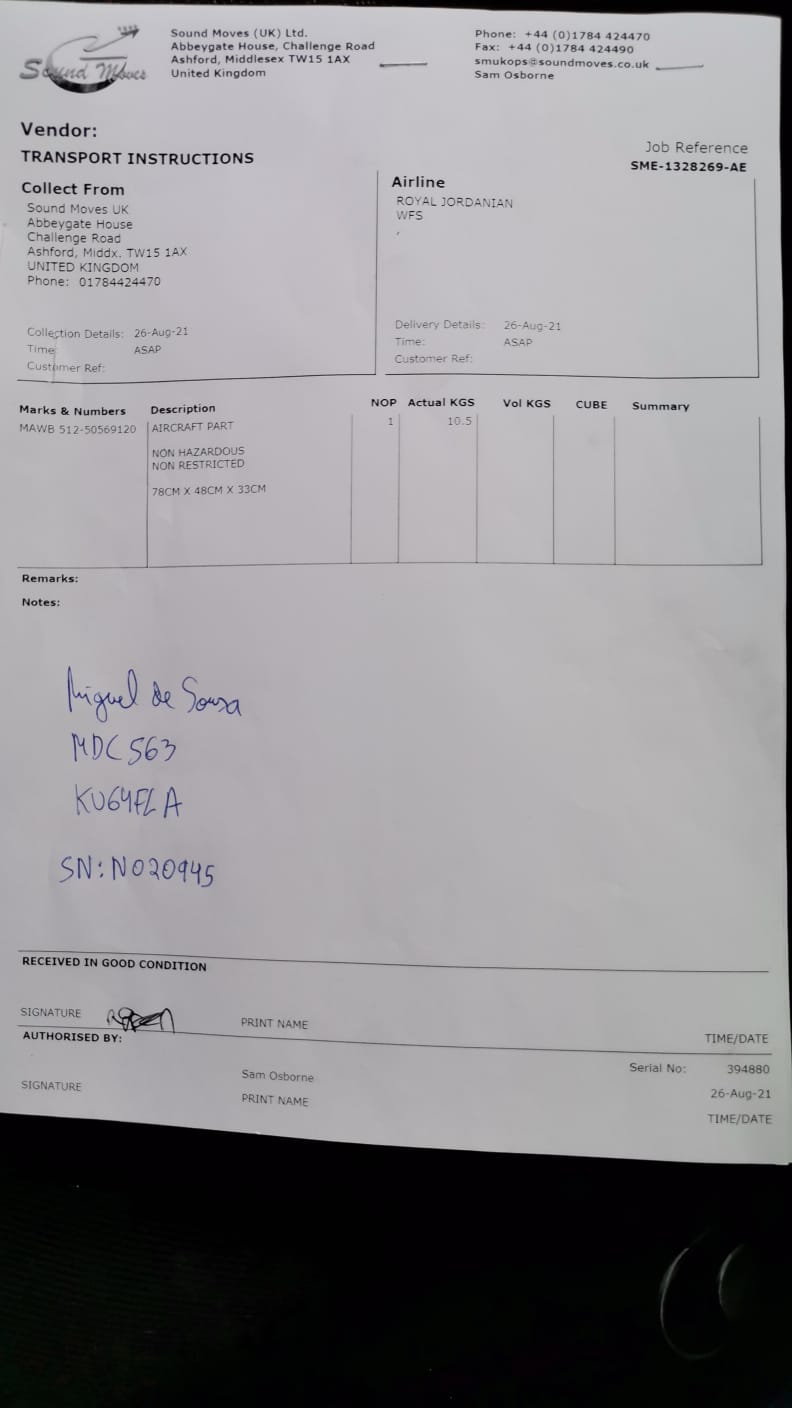 Sound Moves
Sound Moves (UK) Ltd.
Abbeygate House, Challenge Road
Ashford, Middlesex TW15 1AX
United Kingdom
Phone: +44 (0)1784 424470
Fax: +44 (0)1784 424490
smukops@soundmoves.co.uk
Sam Osborne
Vendor:
TRANSPORT INSTRUCTIONS
Job Reference
SME-1328269-AE
Collect From
Sound Moves UK
Abbeygate House
Challenge Road
Ashford, Middx. TW15 1AX
UNITED KINGDOM
Phone: 01784424470
Collection Details: 26-Aug-21
Time: ASAP
Customer Ref:
Airline
ROYAL JORDANIAN
WFS
,
Delivery Details: 26-Aug-21
Time: ASAP
Customer Ref:
Marks & Numbers Description NOP Actual KGS Vol KGS CUBE Summary
MAWB 512-50569120 AIRCRAFT PART 1 10.5
NON HAZARDOUS
NON RESTRICTED
78CM X 48CM X 33CM
Remarks:
Notes:
Miguel de Sousa
MDC563
KU64FLA
SN: N020945
RECEIVED IN GOOD CONDITION
SIGNATURE PRINT NAME TIME/DATE
AUTHORISED BY:
Serial No: 394880
Sam Osborne 26-Aug-21
SIGNATURE PRINT NAME TIME/DATE